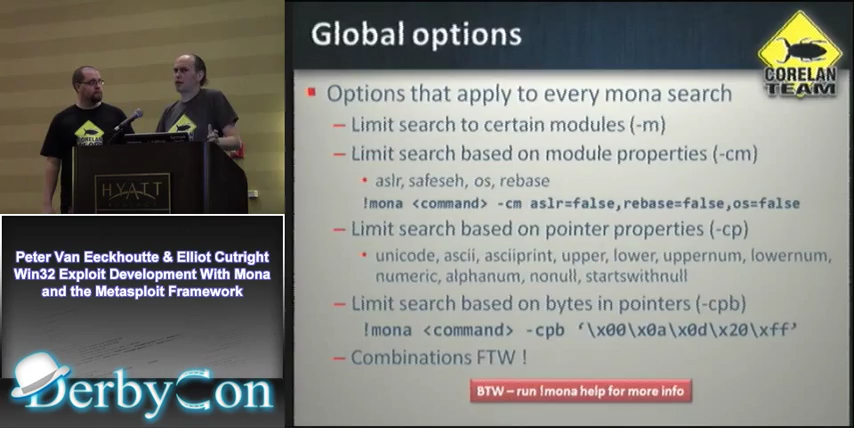 Global options
CORELAN
TEAM
Options that apply to every mona search
– Limit search to certain modules (-m)
– Limit search based on module properties (-cm)
• aslr, safeseh, os, rebase
!mona <command> -cm aslr=false,rebase=false,os=false
– Limit search based on pointer properties (-cp)
• unicode, ascii, asciiprint, upper, lower, uppernum, lowernum,
numeric, alphanum, nonull, startswithnull
– Limit search based on bytes in pointers (-cpb)
!mona <command> -cpb ‘\x00\x0a\x0d\x20\xff’
– Combinations FTW !
BTW – run !mona help for more info
HYATT
Peter Van Eeckhoutte & Elliot Cutright
Win32 Exploit Development With Mona
and the Metasploit Framework
DerbyCon